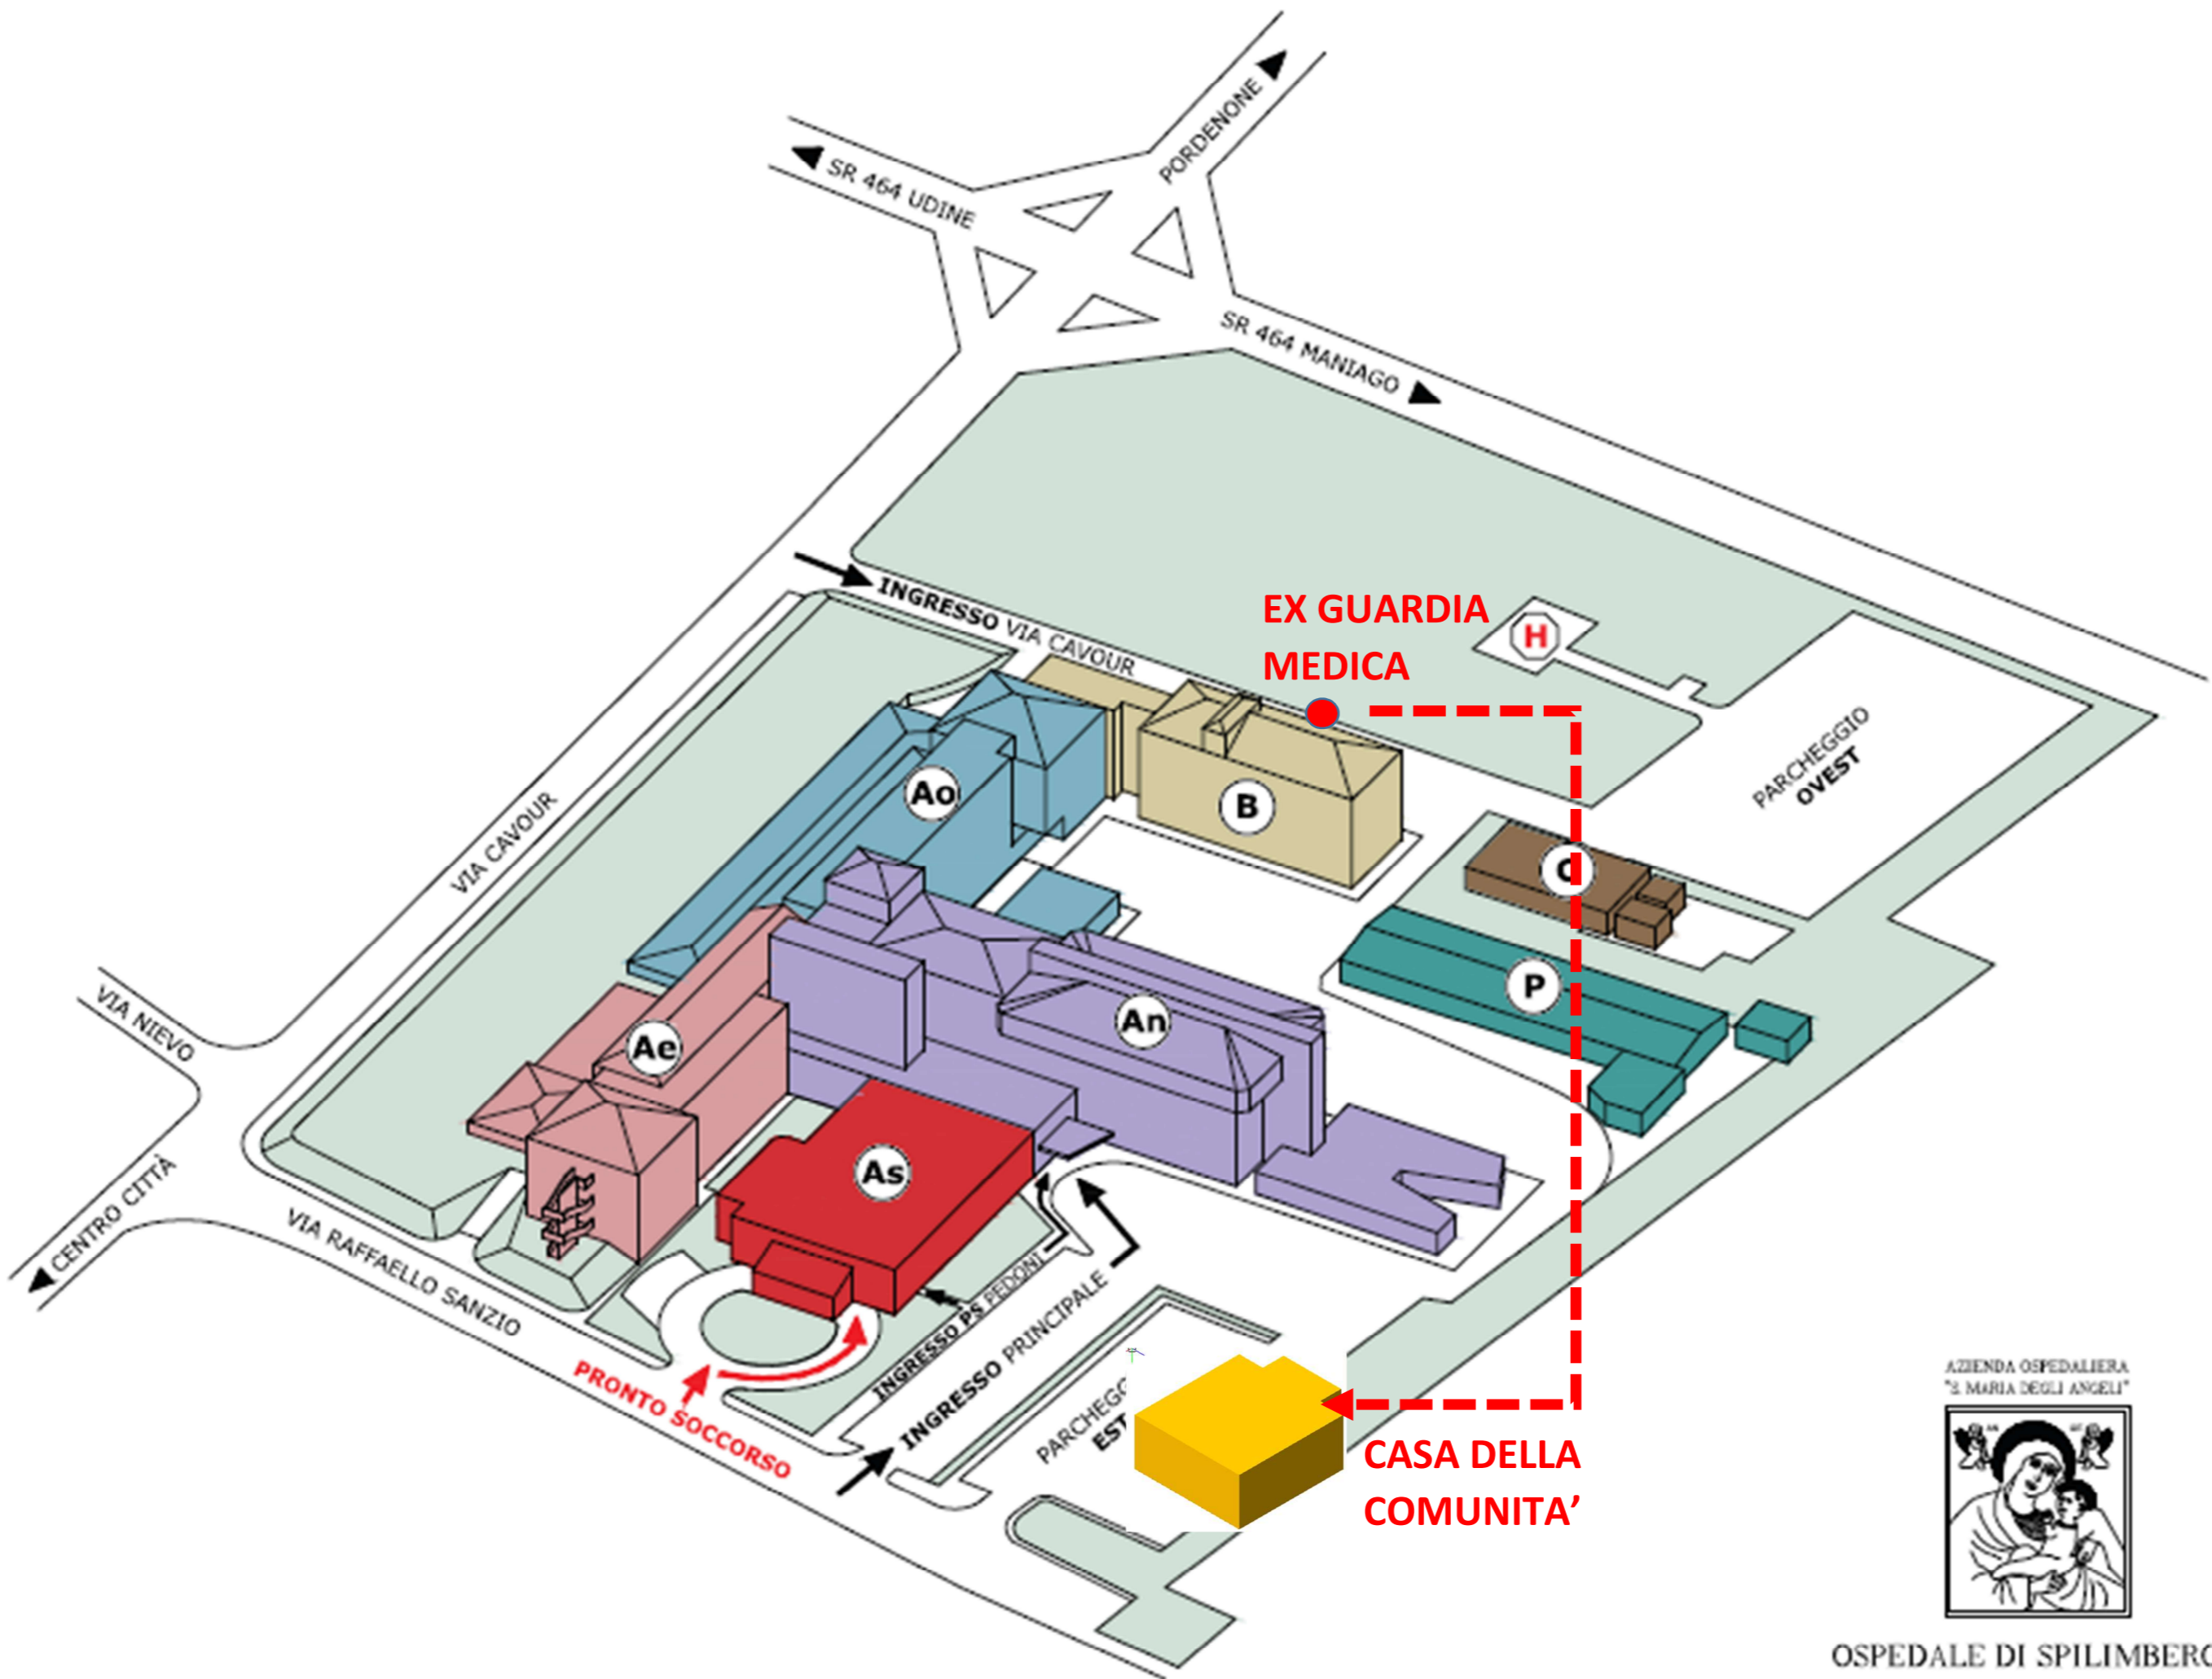 PORDENONE
SR 464 UDINE
SR 464 MANIAGO
INGRESSO VIA CAVOUR
EX GUARDIA
MEDICA
H
PARCHEGGIO
OVEST
Ao
B
VIA CAVOUR
C
P
VIA NIEVO
Ae
An
As
CENTRO CITTÀ
VIA RAFFAELLO SANZIO
INGRESSO PS PEDONI
INGRESSO PRINCIPALE
PRONTO SOCCORSO
PARCHEGG
EST
CASA DELLA
COMUNITA’
AZIENDA OSPEDALIERA
"S. MARIA DEGLI ANGELI"
OSPEDALE DI SPILIMBERG